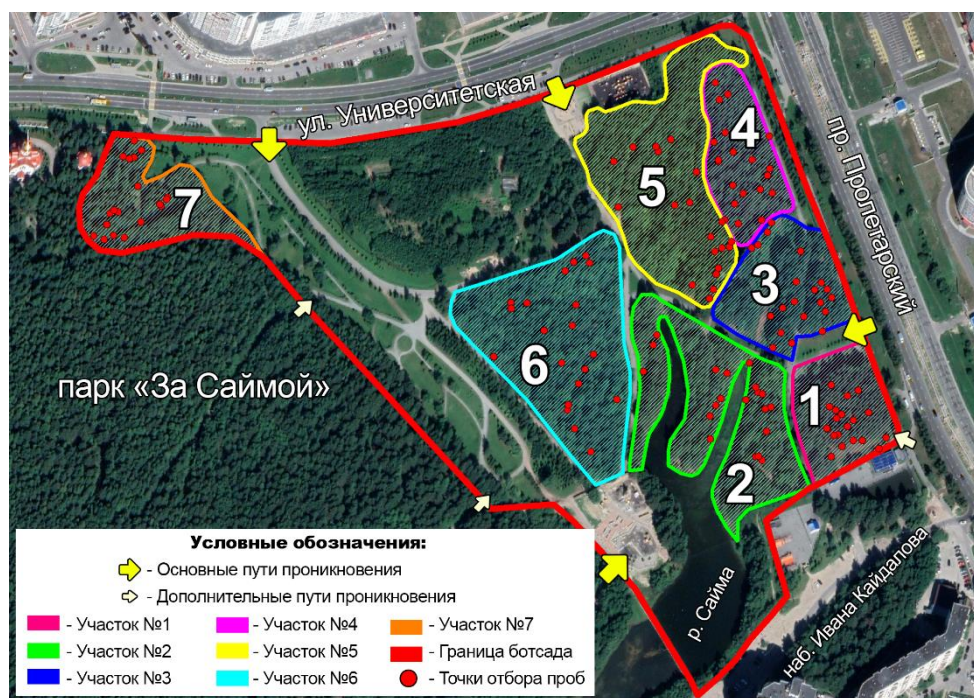 ул. Университетская
пр. Пролетарский
4
5
7
3
6
парк «За Саймой»
1
2
р. Сайма
наб. Ивана Кайдалова
Условные обозначения:
- Основные пути проникновения
- Дополнительные пути проникновения
- Участок №1
- Участок №4
- Участок №7
- Участок №2
- Участок №5
- Граница ботсада
- Участок №3
- Участок №6
- Точки отбора проб